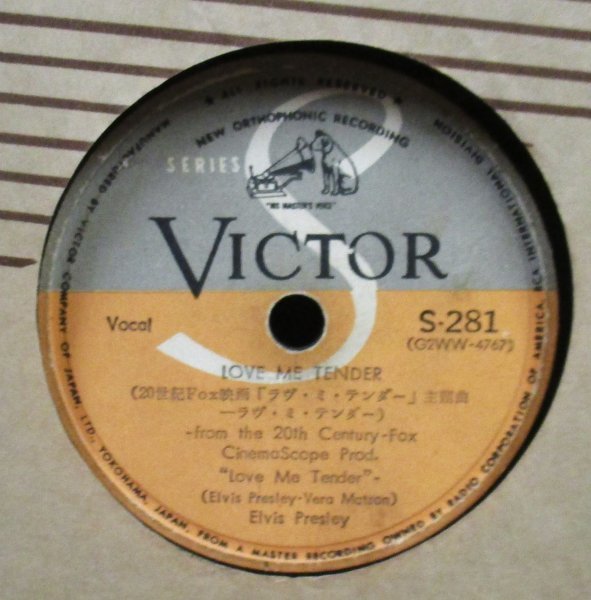 ★ ALL RIGHTS RESERVED ★
NEW ORTHOPHONIC RECORDING
SERIES S
"HIS MASTER'S VOICE"
VICTOR
Vocal
S-281
(G2WW-4767)
LOVE ME TENDER
(20世紀Fox映画「ラヴ・ミ・テンダー」主題曲
―ラヴ・ミ・テンダー)
-from the 20th Century-Fox
CinemaScope Prod.
"Love Me Tender"-
(Elvis Presley-Vera Matson)
Elvis Presley
MANUFACTURED BY VICTOR COMPANY OF JAPAN, LTD., YOKOHAMA, JAPAN, FROM A MASTER RECORDING OWNED BY RADIO CORPORATION OF AMERICA, RCA INTERNATIONAL DIVISION